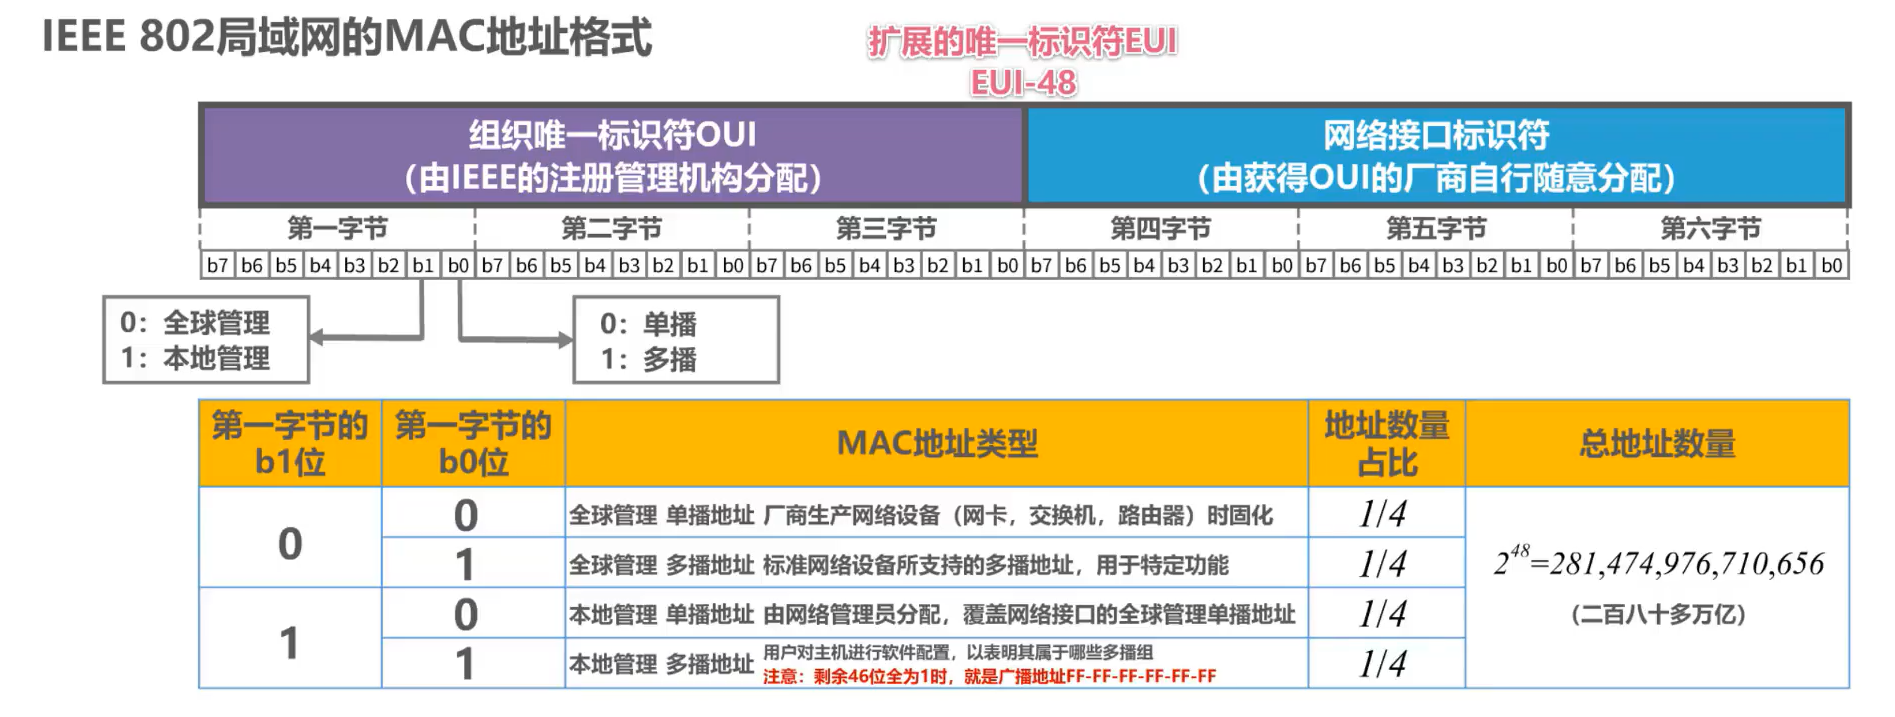 IEEE 802局域网的MAC地址格式
扩展的唯一标识符EUI
EUI-48
组织唯一标识符OUI
（由IEEE的注册管理机构分配）
网络接口标识符
（由获得OUI的厂商自行随意分配）
第一字节 第二字节 第三字节 第四字节 第五字节 第六字节
b7 b6 b5 b4 b3 b2 b1 b0 b7 b6 b5 b4 b3 b2 b1 b0 b7 b6 b5 b4 b3 b2 b1 b0 b7 b6 b5 b4 b3 b2 b1 b0 b7 b6 b5 b4 b3 b2 b1 b0 b7 b6 b5 b4 b3 b2 b1 b0
0：全球管理
1：本地管理
0：单播
1：多播
第一字节的
b1位
第一字节的
b0位
MAC地址类型
地址数量
占比
总地址数量
0
0
全球管理 单播地址 厂商生产网络设备（网卡，交换机，路由器）时固化
1/4
1
全球管理 多播地址 标准网络设备所支持的多播地址，用于特定功能
1/4
1
0
本地管理 单播地址 由网络管理员分配，覆盖网络接口的全球管理单播地址
1/4
1
本地管理 多播地址
用户对主机进行软件配置，以表明其属于哪些多播组
注意：剩余46位全为1时，就是广播地址FF-FF-FF-FF-FF-FF
1/4
2⁴⁸=281,474,976,710,656
（二百八十多万亿）